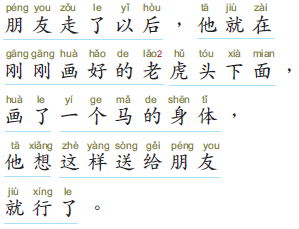 péng you zǒu le yǐ hòu tā jiù zài
朋友走了以后，他就在
gāng gāng huà hǎo de lǎo2 hǔ tóu xià mian
刚刚画好的老虎头下面，
huà le yí ge mǎ de shēn tǐ
画了一个马的身体，
tā xiǎng zhè yàng sòng gěi péng you
他想这样送给朋友
jiù xíng le
就行了。